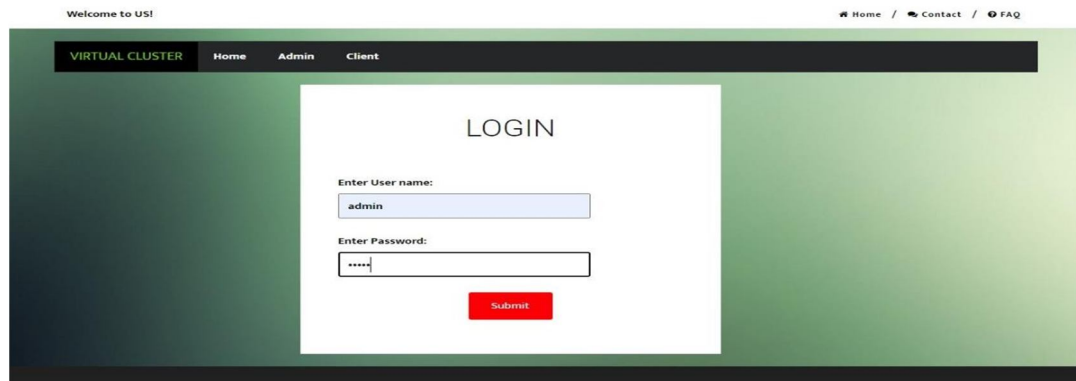 Welcome to US! Home / Contact / FAQ
VIRTUAL CLUSTER Home Admin Client
LOGIN
Enter User name:
admin
Enter Password:
•••••
Submit